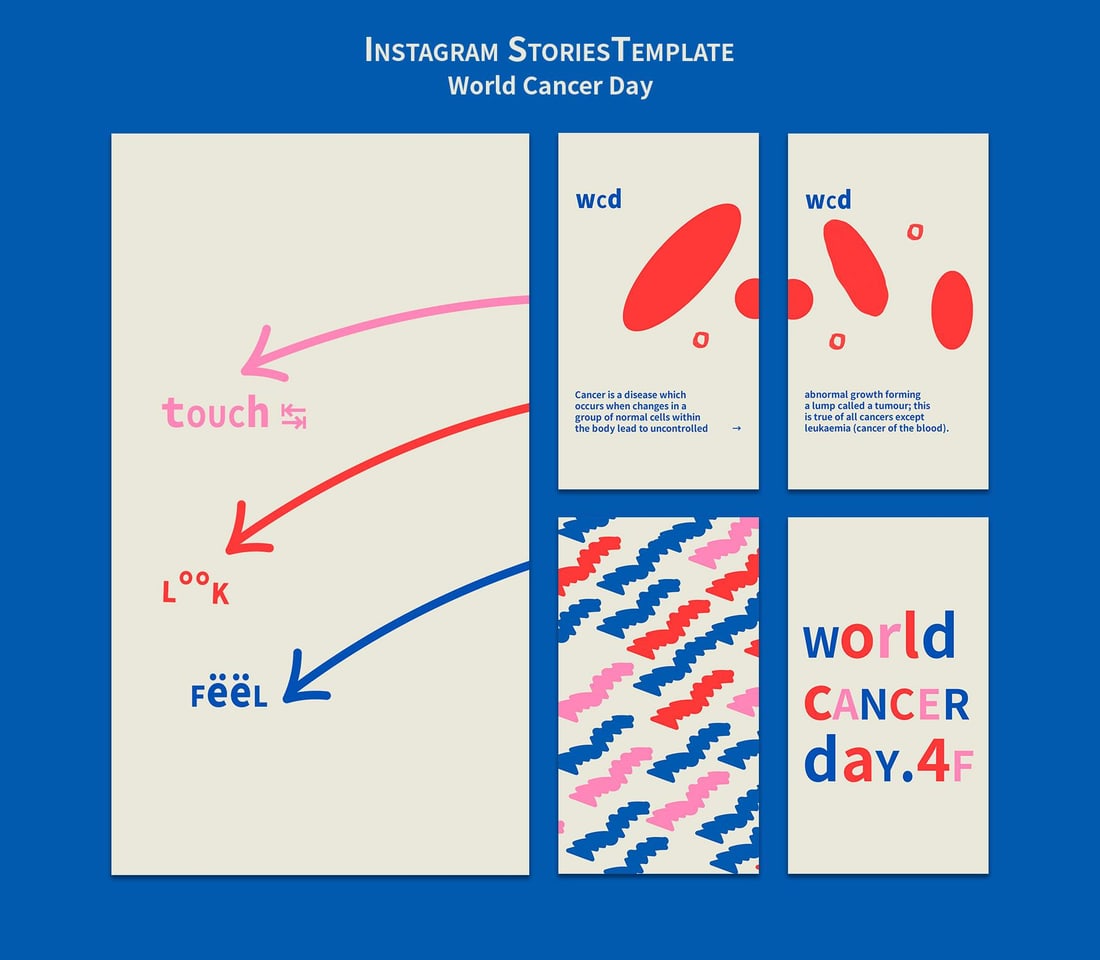 Instagram StoriesTemplate
World Cancer Day
touch ↹
Look
Fëël
wcd
Cancer is a disease which
occurs when changes in a
group of normal cells within
the body lead to uncontrolled →
wcd
abnormal growth forming
a lump called a tumour; this
is true of all cancers except
leukaemia (cancer of the blood).
world
CANCER
daY.4F